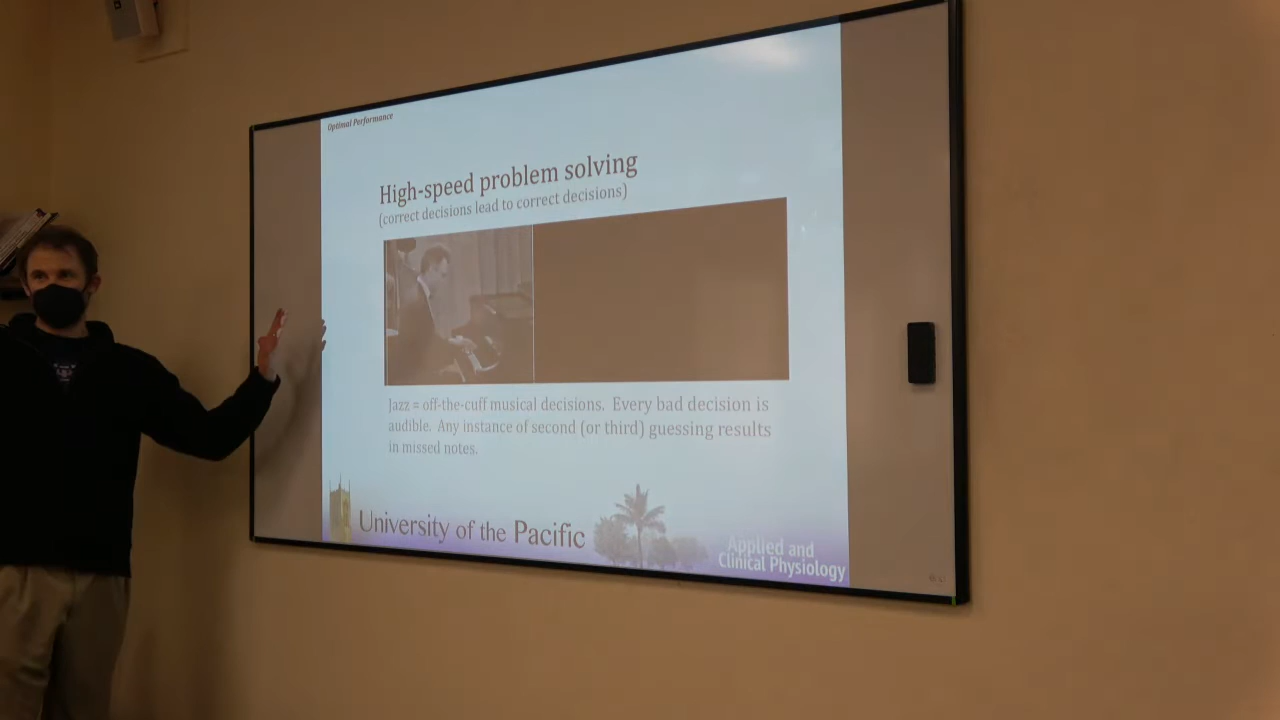 Optimal Performance
High-speed problem solving
(correct decisions lead to correct decisions)
Jazz = off-the-cuff musical decisions. Every bad decision is
audible. Any instance of second (or third) guessing results
in missed notes.
University of the Pacific
Applied and
Clinical Physiology